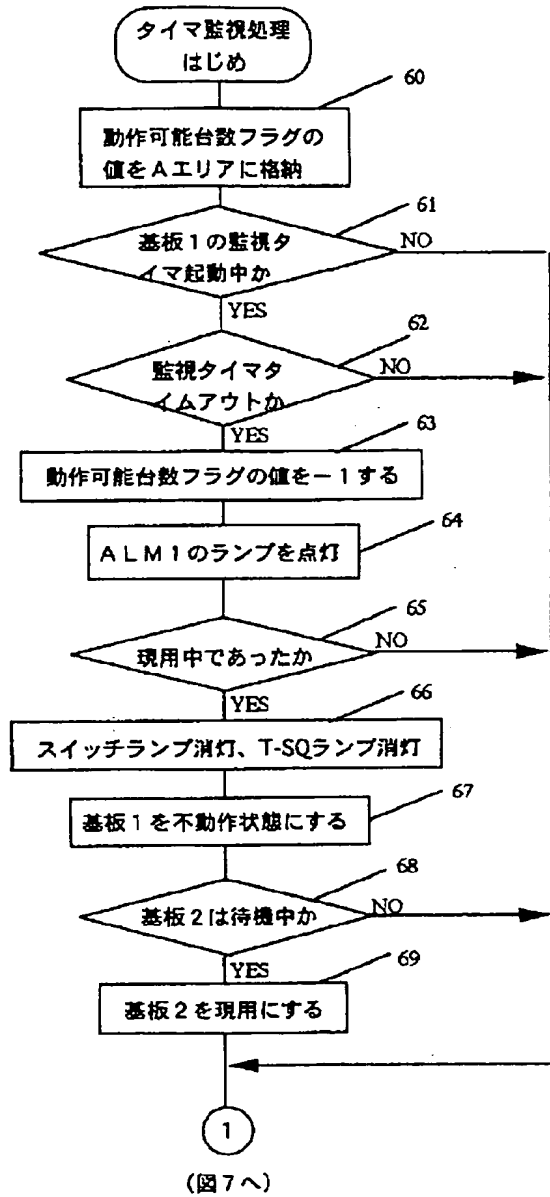 タイマ監視処理
はじめ
60
動作可能台数フラグの
値をAエリアに格納
61
基板1の監視タ
イマ起動中か
NO
YES
62
監視タイマタ
イムアウトか
NO
YES
63
動作可能台数フラグの値を−1する
64
ALM1のランプを点灯
65
現用中であったか
NO
YES
66
スイッチランプ消灯、T-SQランプ消灯
67
基板1を不動作状態にする
68
基板2は待機中か
NO
YES
69
基板2を現用にする
1
(図7へ)